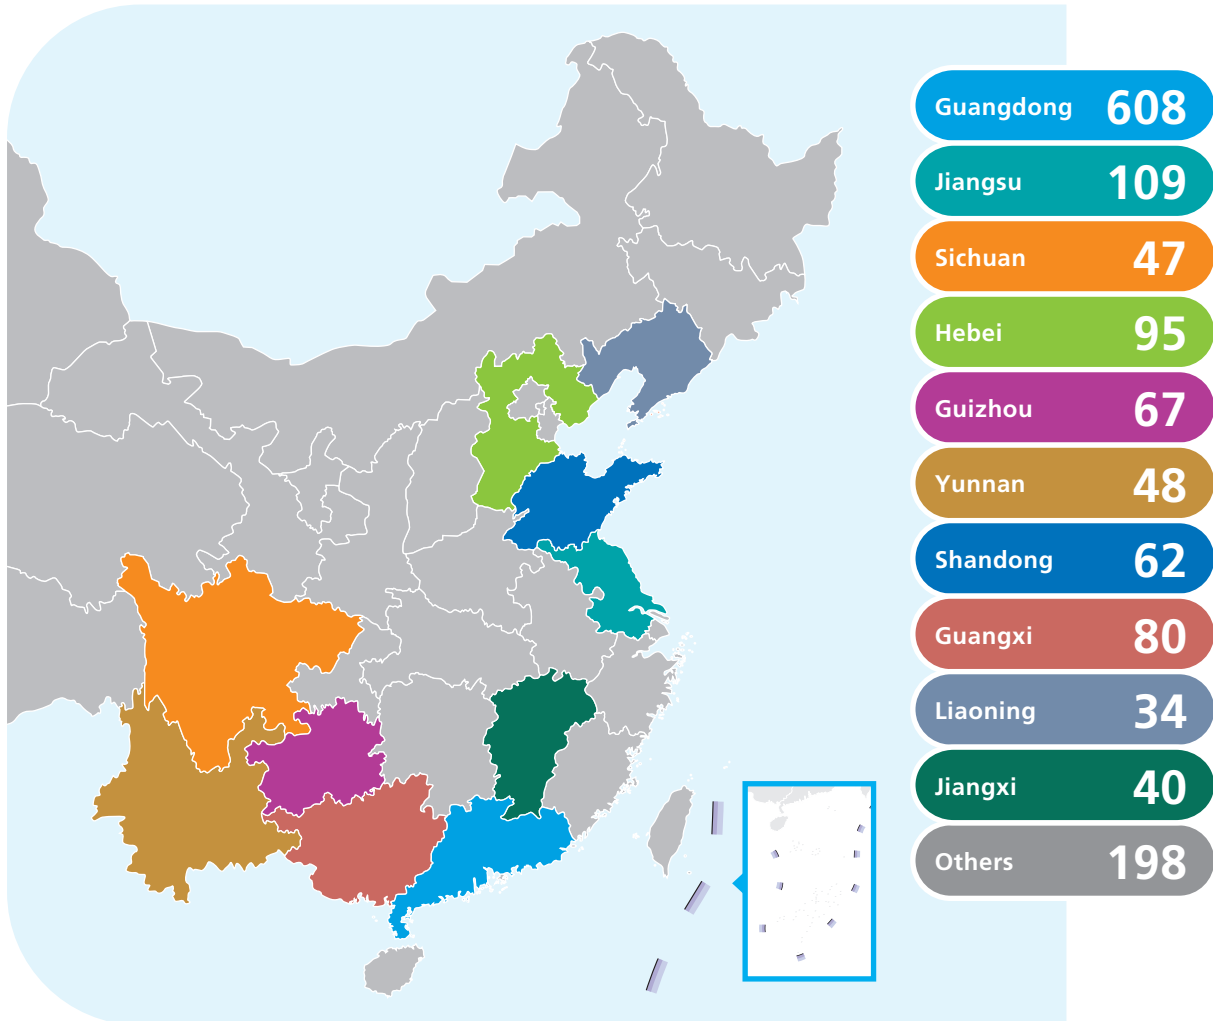 Guangdong 608
Jiangsu 109
Sichuan 47
Hebei 95
Guizhou 67
Yunnan 48
Shandong 62
Guangxi 80
Liaoning 34
Jiangxi 40
Others 198